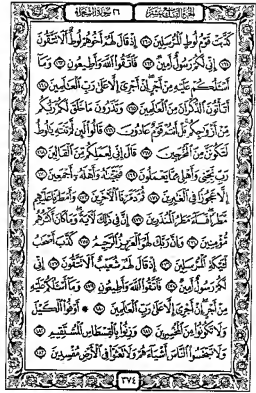 الجزء التاسع عشر ٢٦ سورة الشعراء
كَذَّبَتْ قَوْمُ لُوطٍ الْمُرْسَلِينَ ١٦٠ إِذْ قَالَ لَهُمْ أَخُوهُمْ لُوطٌ أَلَا تَتَّقُونَ
١٦١ إِنِّي لَكُمْ رَسُولٌ أَمِينٌ ١٦٢ فَاتَّقُوا اللَّهَ وَأَطِيعُونِ ١٦٣ وَمَا
أَسْأَلُكُمْ عَلَيْهِ مِنْ أَجْرٍ إِنْ أَجْرِيَ إِلَّا عَلَى رَبِّ الْعَالَمِينَ ١٦٤
أَتَأْتُونَ الذُّكْرَانَ مِنَ الْعَالَمِينَ ١٦٥ وَتَذَرُونَ مَا خَلَقَ لَكُمْ رَبُّكُمْ
مِنْ أَزْوَاجِكُمْ بَلْ أَنْتُمْ قَوْمٌ عَادُونَ ١٦٦ قَالُوا لَئِنْ لَمْ تَنْتَهِ يَا لُوطُ
لَتَكُونَنَّ مِنَ الْمُخْرَجِينَ ١٦٧ قَالَ إِنِّي لِعَمَلِكُمْ مِنَ الْقَالِينَ ١٦٨
رَبِّ نَجِّنِي وَأَهْلِي مِمَّا يَعْمَلُونَ ١٦٩ فَنَجَّيْنَاهُ وَأَهْلَهُ أَجْمَعِينَ ١٧٠
إِلَّا عَجُوزًا فِي الْغَابِرِينَ ١٧١ ثُمَّ دَمَّرْنَا الْآخَرِينَ ١٧٢ وَأَمْطَرْنَا عَلَيْهِمْ
مَطَرًا فَسَاءَ مَطَرُ الْمُنْذَرِينَ ١٧٣ إِنَّ فِي ذَلِكَ لَآيَةً وَمَا كَانَ أَكْثَرُهُمْ
مُؤْمِنِينَ ١٧٤ وَإِنَّ رَبَّكَ لَهُوَ الْعَزِيزُ الرَّحِيمُ ١٧٥ كَذَّبَ أَصْحَابُ
لْئَيْكَةِ الْمُرْسَلِينَ ١٧٦ إِذْ قَالَ لَهُمْ شُعَيْبٌ أَلَا تَتَّقُونَ ١٧٧ إِنِّي
لَكُمْ رَسُولٌ أَمِينٌ ١٧٨ فَاتَّقُوا اللَّهَ وَأَطِيعُونِ ١٧٩ وَمَا أَسْأَلُكُمْ عَلَيْهِ
مِنْ أَجْرٍ إِنْ أَجْرِيَ إِلَّا عَلَى رَبِّ الْعَالَمِينَ ١٨٠ ۞ أَوْفُوا الْكَيْلَ
وَلَا تَكُونُوا مِنَ الْمُخْسِرِينَ ١٨١ وَزِنُوا بِالْقِسْطَاسِ الْمُسْتَقِيمِ ١٨٢
وَلَا تَبْخَسُوا النَّاسَ أَشْيَاءَهُمْ وَلَا تَعْثَوْا فِي الْأَرْضِ مُفْسِدِينَ ١٨٣
٣٧٤